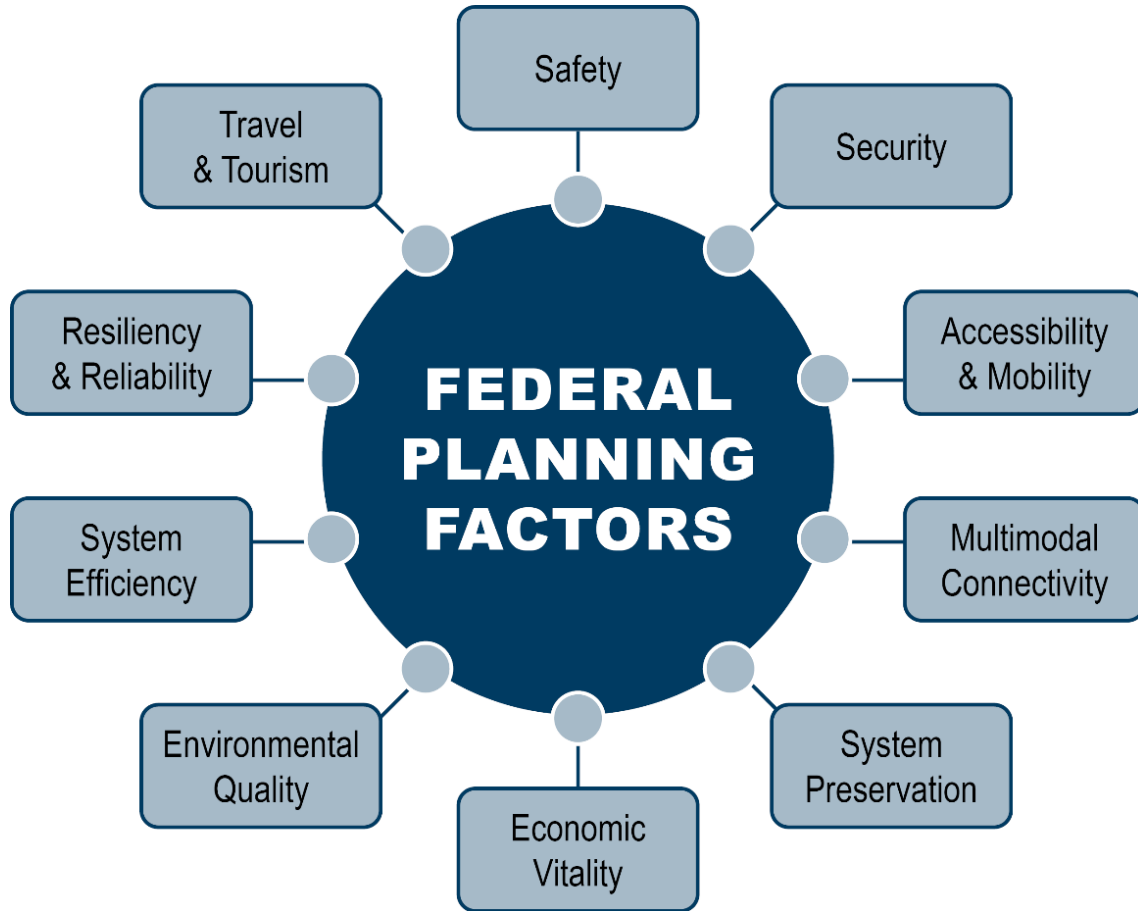 Safety
Security
Accessibility
& Mobility
Multimodal
Connectivity
System
Preservation
Economic
Vitality
Environmental
Quality
System
Efficiency
Resiliency
& Reliability
Travel
& Tourism
FEDERAL
PLANNING
FACTORS